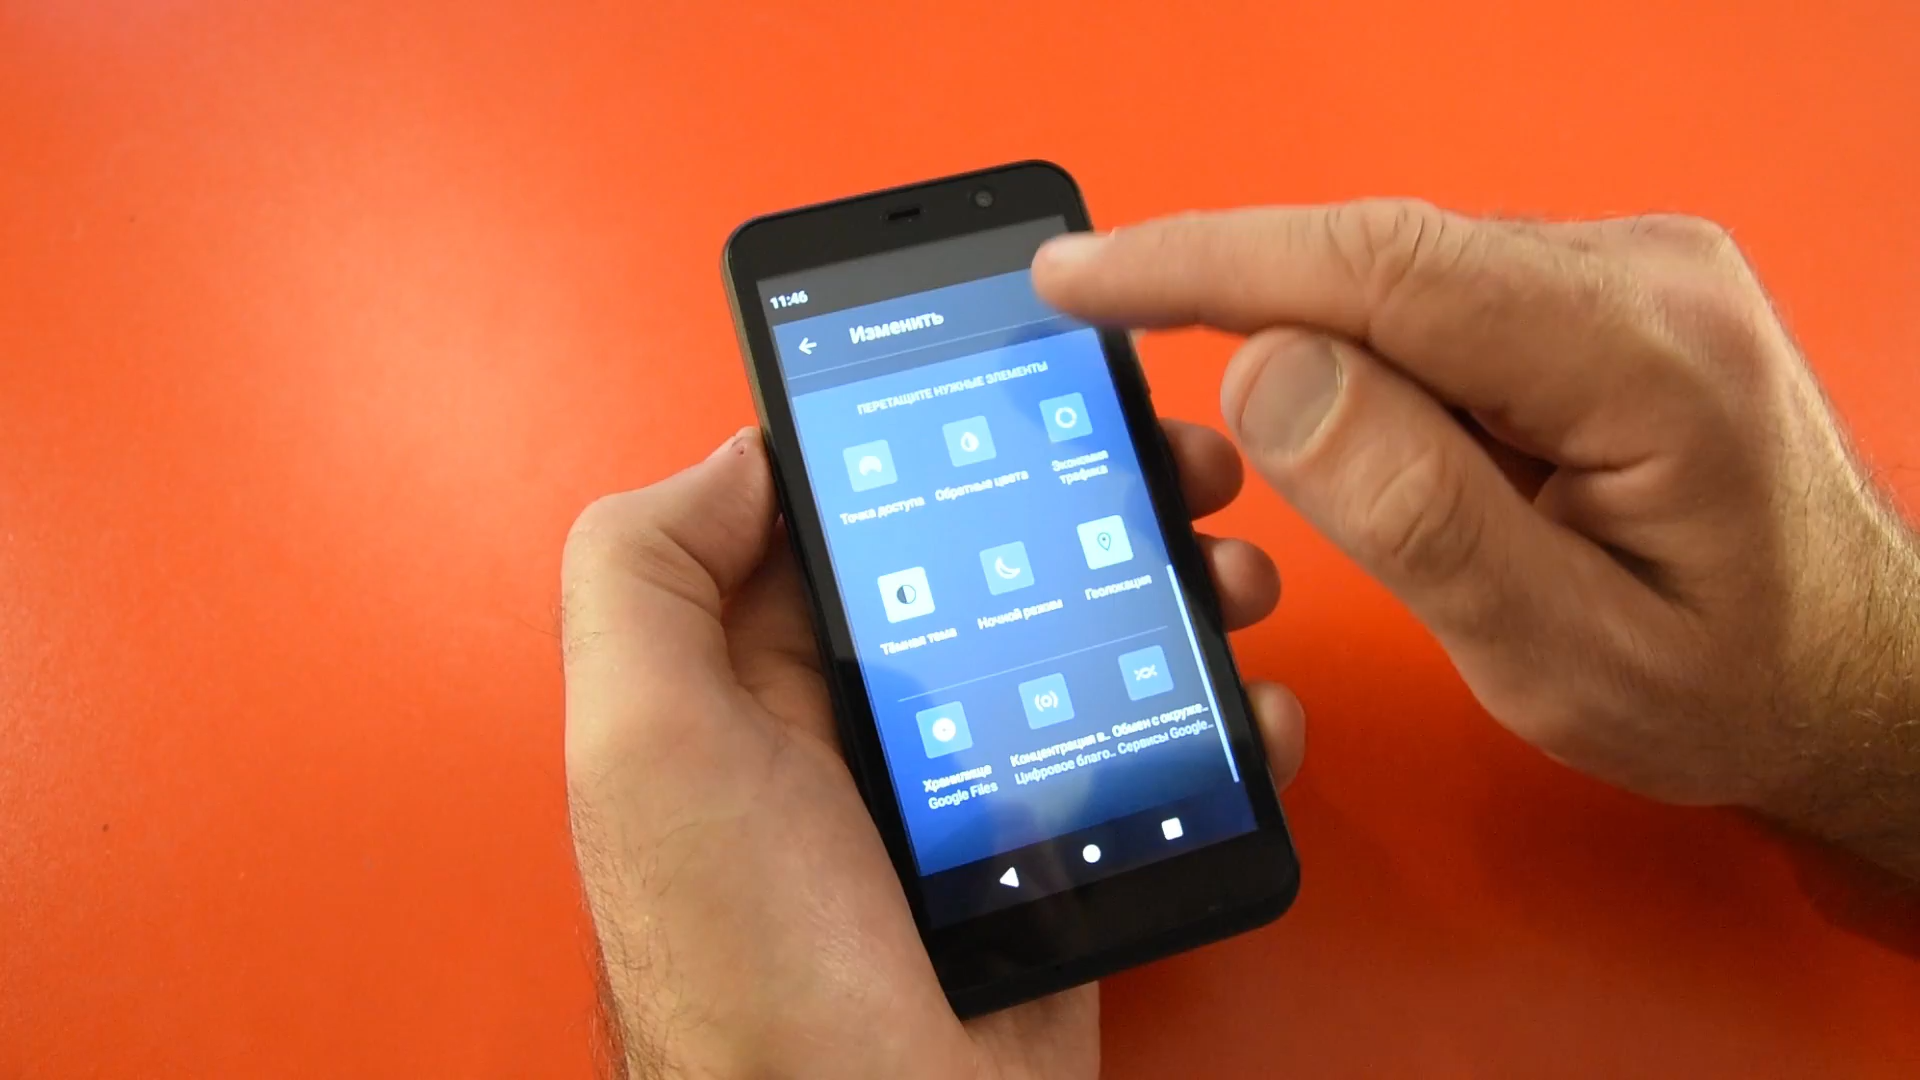 11:46
Изменить
ПЕРЕТАЩИТЕ НУЖНЫЕ ЭЛЕМЕНТЫ
Точка доступа
Обратные цвета
Экономия
трафика
Тёмная тема
Ночной режим
Геолокация
Хранилище
Google Files
Концентрация в..
Цифровое благо..
Обмен с окруже..
Сервисы Google..